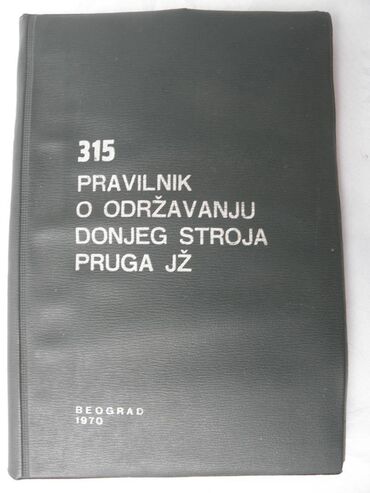 315
PRAVILNIK
O ODRŽAVANJU
DONJEG STROJA
PRUGA JŽ
BEOGRAD
1970